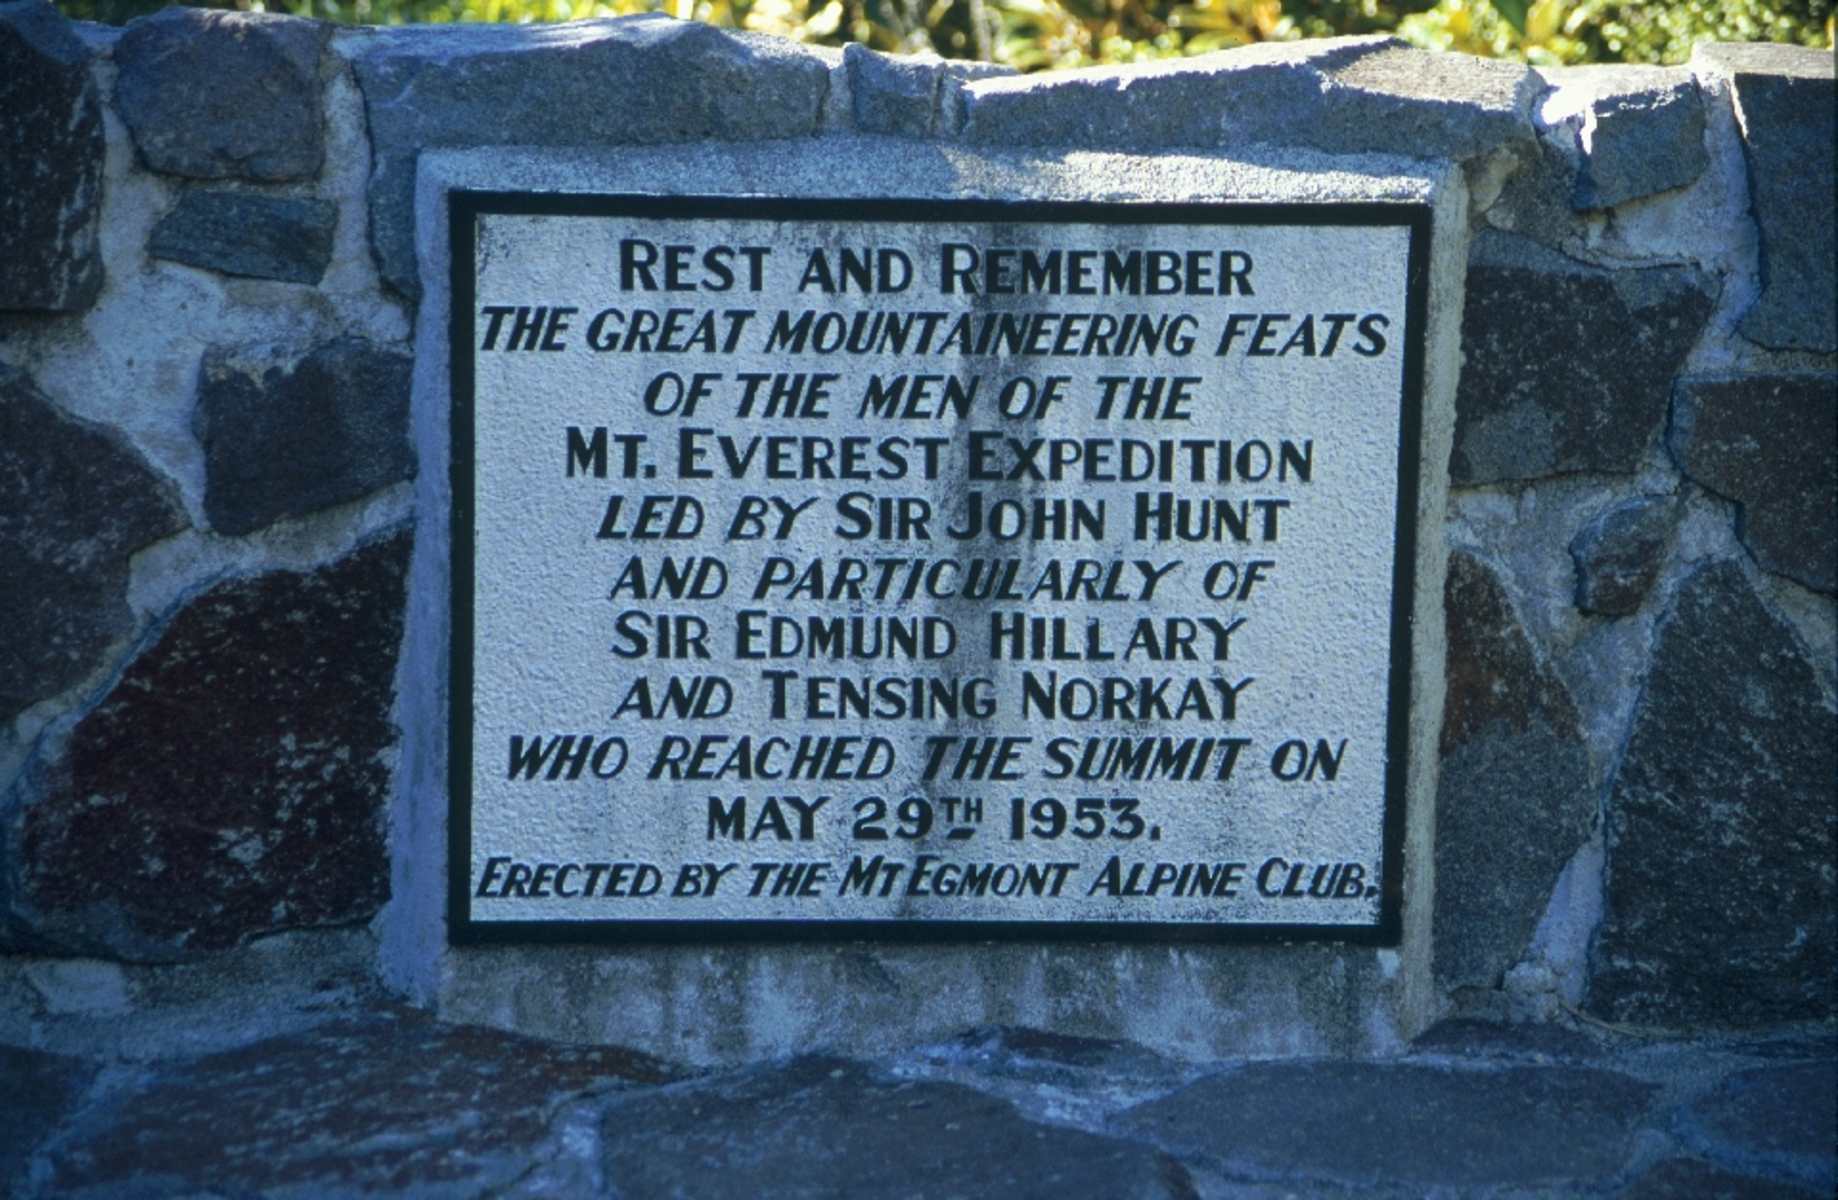 REST AND REMEMBER
THE GREAT MOUNTAINEERING FEATS
OF THE MEN OF THE
MT. EVEREST EXPEDITION
LED BY SIR JOHN HUNT
AND PARTICULARLY OF
SIR EDMUND HILLARY
AND TENSING NORKAY
WHO REACHED THE SUMMIT ON
MAY 29TH 1953.
ERECTED BY THE MT EGMONT ALPINE CLUB.